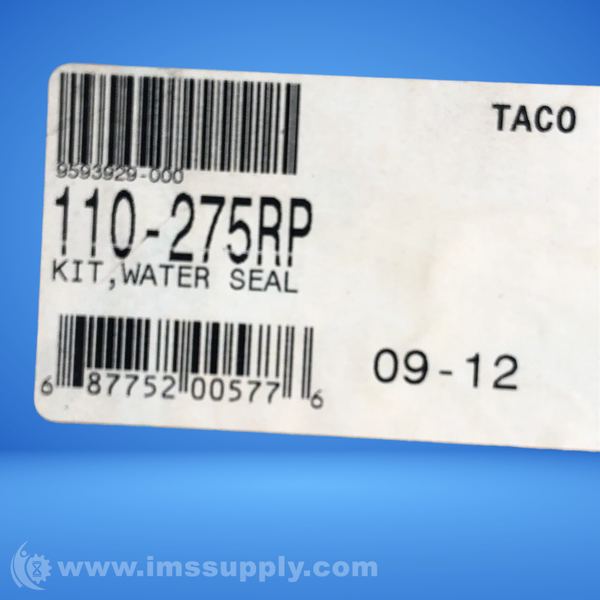 TACO
9593929-000
110-275RP
KIT,WATER SEAL
09-12
6 87752 00577 6
www.imssupply.com